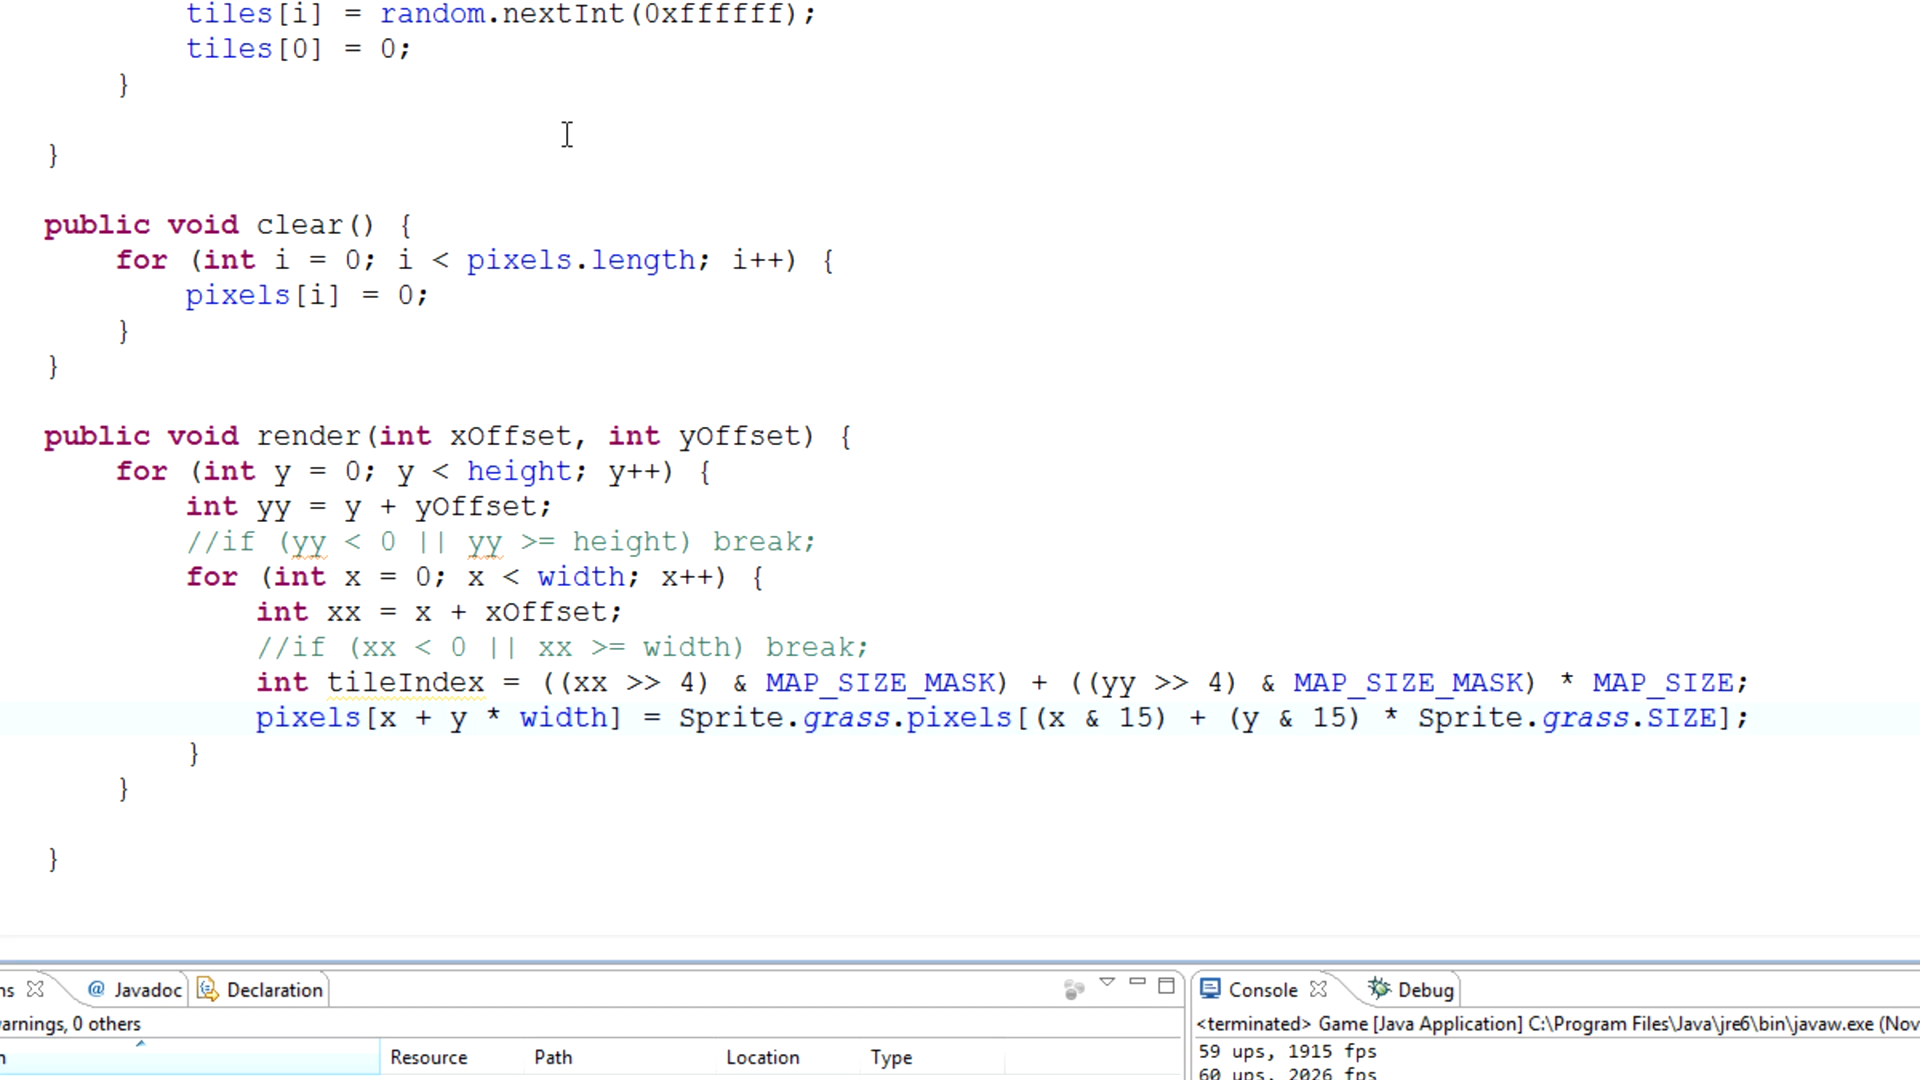 tiles[i] = random.nextInt(0xffffff);
tiles[0] = 0;
}
}
public void clear() {
for (int i = 0; i < pixels.length; i++) {
pixels[i] = 0;
}
}
public void render(int xOffset, int yOffset) {
for (int y = 0; y < height; y++) {
int yy = y + yOffset;
//if (yy < 0 || yy >= height) break;
for (int x = 0; x < width; x++) {
int xx = x + xOffset;
//if (xx < 0 || xx >= width) break;
int tileIndex = ((xx >> 4) & MAP_SIZE_MASK) + ((yy >> 4) & MAP_SIZE_MASK) * MAP_SIZE;
pixels[x + y * width] = Sprite.grass.pixels[(x & 15) + (y & 15) * Sprite.grass.SIZE];
}
}
}
ns @ Javadoc Declaration
arnings, 0 others
n Resource Path Location Type
Console Debug
<terminated> Game [Java Application] C:\Program Files\Java\jre6\bin\javaw.exe (Nov
59 ups, 1915 fps
60 ups, 2026 fps